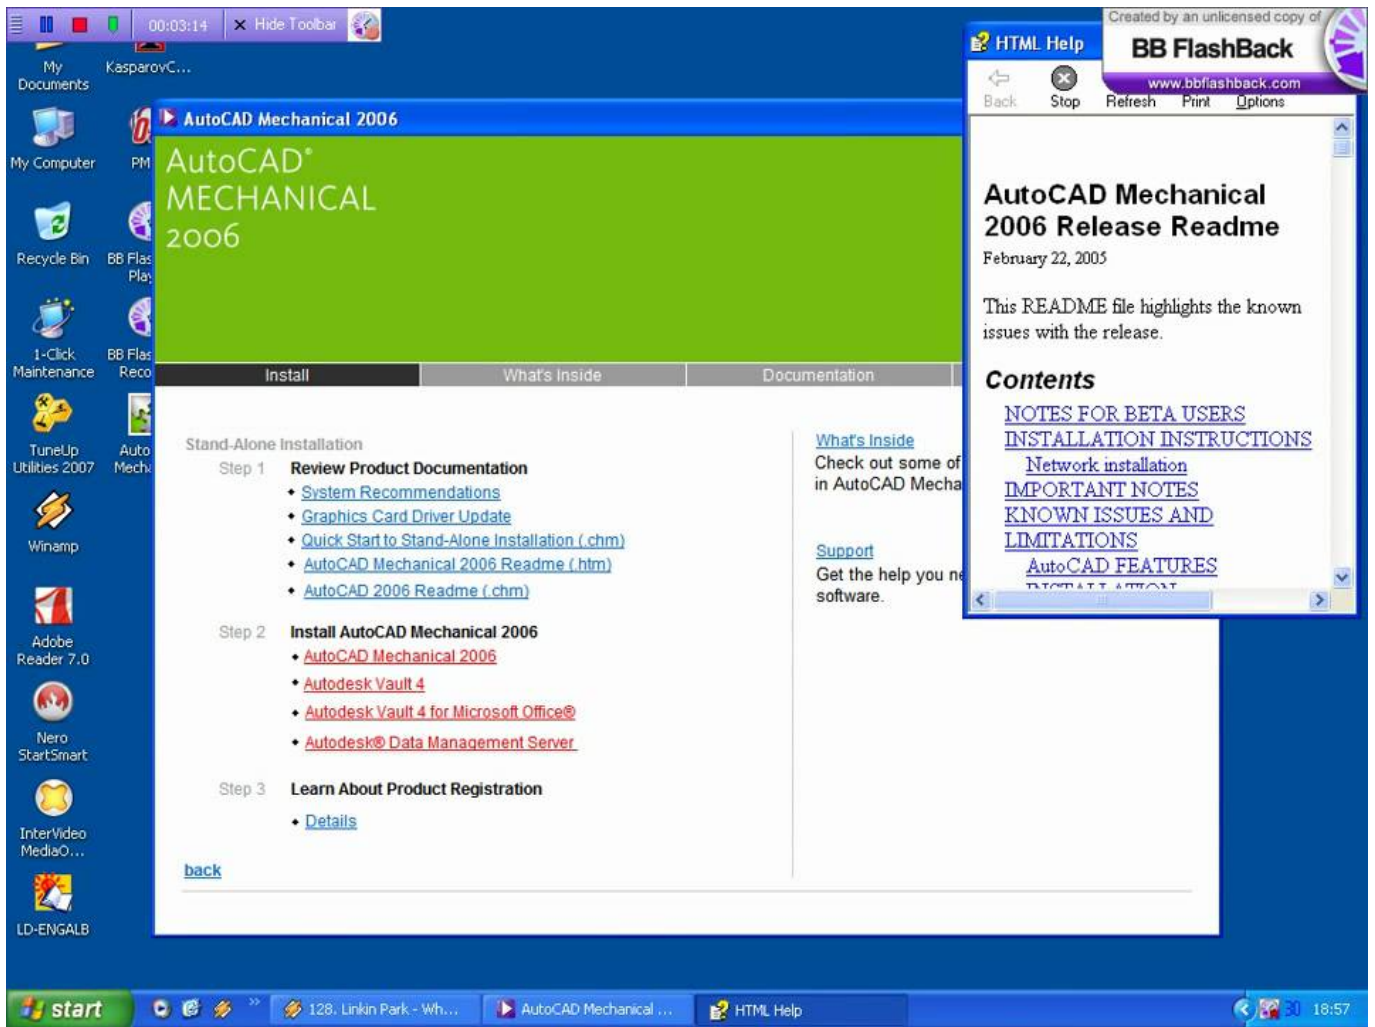 00:03:14
Hide Toolbar
Created by an unlicensed copy of
BB FlashBack
www.bbflashback.com
My
Documents
KasparovC...
My Computer
PM
Recycle Bin
BB Flas
Play
1-Click
Maintenance
BB Flas
Reco
TuneUp
Utilities 2007
Auto
Mecha
Winamp
Adobe
Reader 7.0
Nero
StartSmart
InterVideo
MediaO...
LD-ENGALB
AutoCAD Mechanical 2006
AutoCAD®
MECHANICAL
2006
Install
What's Inside
Documentation
Stand-Alone Installation
Step 1 Review Product Documentation
System Recommendations
Graphics Card Driver Update
Quick Start to Stand-Alone Installation (.chm)
AutoCAD Mechanical 2006 Readme (.htm)
AutoCAD 2006 Readme (.chm)
Step 2 Install AutoCAD Mechanical 2006
AutoCAD Mechanical 2006
Autodesk Vault 4
Autodesk Vault 4 for Microsoft Office®
Autodesk® Data Management Server
Step 3 Learn About Product Registration
Details
back
What's Inside
Check out some of
in AutoCAD Mecha
Support
Get the help you ne
software.
HTML Help
Back Stop Refresh Print Options
AutoCAD Mechanical
2006 Release Readme
February 22, 2005
This README file highlights the known
issues with the release.
Contents
NOTES FOR BETA USERS
INSTALLATION INSTRUCTIONS
Network installation
IMPORTANT NOTES
KNOWN ISSUES AND
LIMITATIONS
AutoCAD FEATURES
INSTALLATION
start
128. Linkin Park - Wh...
AutoCAD Mechanical ...
HTML Help
30
18:57